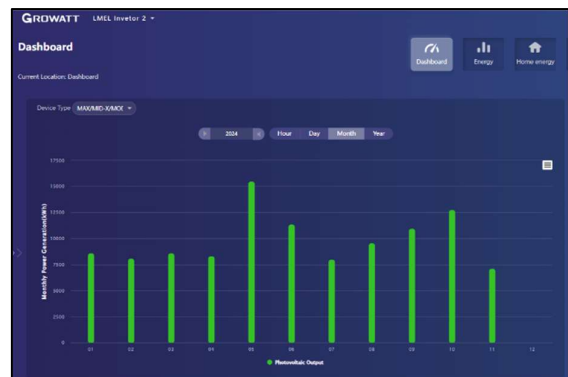 GROWATT LMEL Invetor 2
Dashboard
Dashboard Energy Home energy
Current Location: Dashboard
Device Type MAX/MID-X/MOD
2024 Hour Day Month Year
17500
15000
12500
10000
7500
5000
2500
0
Monthly Power Generation(kWh)
01 02 03 04 05 06 07 08 09 10 11 12
Photovoltaic Output